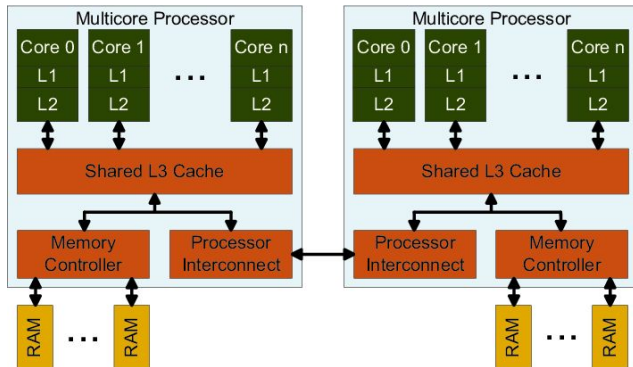 Multicore Processor
Core 0
L1
L2
Core 1
L1
L2
...
Core n
L1
L2
Shared L3 Cache
Memory
Controller
Processor
Interconnect
RAM
...
RAM
Multicore Processor
Core 0
L1
L2
Core 1
L1
L2
...
Core n
L1
L2
Shared L3 Cache
Processor
Interconnect
Memory
Controller
RAM
...
RAM